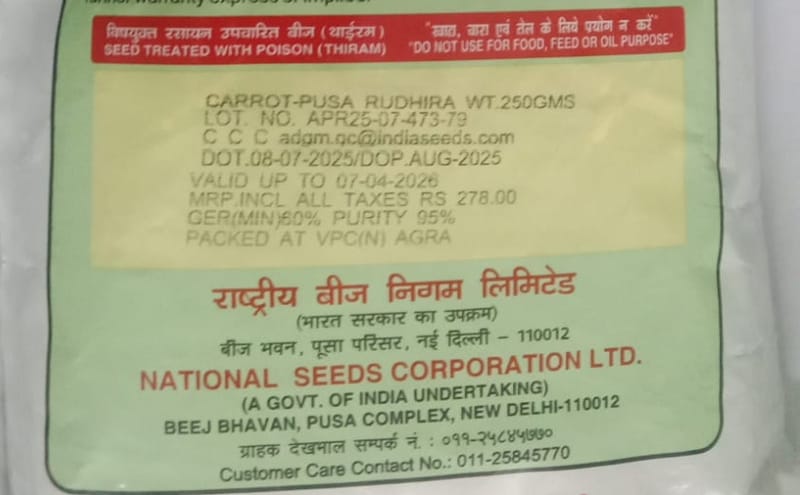 विषयुक्त रसायन उपचारित बीज (थाईरम)
SEED TREATED WITH POISON (THIRAM)
"खाद्य, चारा एवं तेल के लिये प्रयोग न करें"
"DO NOT USE FOR FOOD, FEED OR OIL PURPOSE"
CARROT-PUSA RUDHIRA WT.250GMS
LOT. NO. APR25-07-473-79
C C C adgm.qc@indiaseeds.com
DOT.08-07-2025/DOP.AUG-2025
VALID UP TO 07-04-2026
MRP.INCL ALL TAXES RS 278.00
GER(MIN)60% PURITY 95%
PACKED AT VPC(N) AGRA
राष्ट्रीय बीज निगम लिमिटेड
(भारत सरकार का उपक्रम)
बीज भवन, पूसा परिसर, नई दिल्ली – 110012
NATIONAL SEEDS CORPORATION LTD.
(A GOVT. OF INDIA UNDERTAKING)
BEEJ BHAVAN, PUSA COMPLEX, NEW DELHI-110012
ग्राहक देखभाल सम्पर्क नं. : ०११-२५८४५७७०
Customer Care Contact No.: 011-25845770